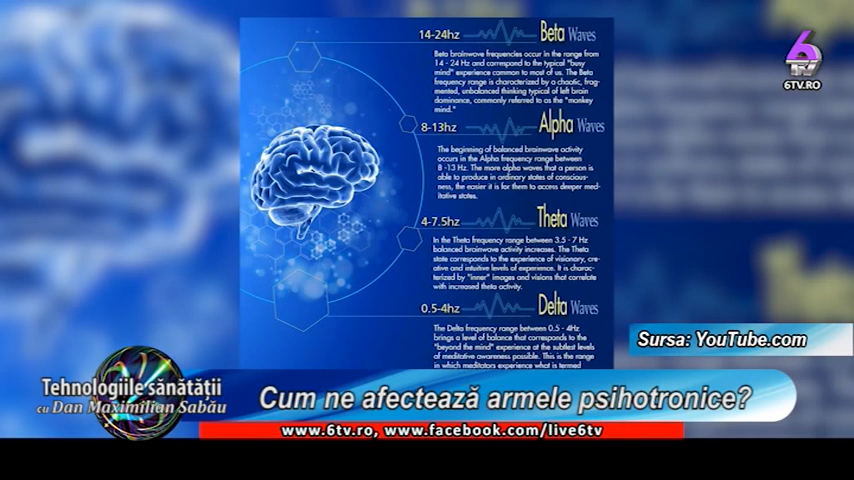 14-24hz
Beta Waves
Beta brainwave frequencies occur in the range from
14 - 24 Hz and correspond to the typical "busy
mind" experience common to most of us. The Beta
frequency range is characterized by a chaotic, frag-
mented, unbalanced thinking typical of left brain
dominance, commonly referred to as the "monkey
mind."
8-13hz
Alpha Waves
The beginning of balanced brainwave activity
occurs in the Alpha frequency range between
8 -13 Hz. The more alpha waves that a person is
able to produce in ordinary states of conscious-
ness, the easier it is for them to access deeper med-
itative states.
4-7.5hz
Theta Waves
In the Theta frequency range between 3.5 - 7 Hz
balanced brainwave activity increases. The Theta
state corresponds to the experience of visionary, cre-
ative and intuitive levels of experience. It is charac-
terized by "inner" images and visions that correlate
with increased theta activity.
0.5-4hz
Delta Waves
The Delta frequency range between 0.5 - 4Hz
brings a level of balance that corresponds to the
"beyond the mind" experience at the subtlest levels
of meditative awareness possible. This is the range
in which meditators experience what is termed
6
TV
6TV.RO
Sursa: YouTube.com
Tehnologiile sănătății
cu Dan Maximilian Sabău
Cum ne afectează armele psihotronice?
www.6tv.ro, www.facebook.com/live6tv